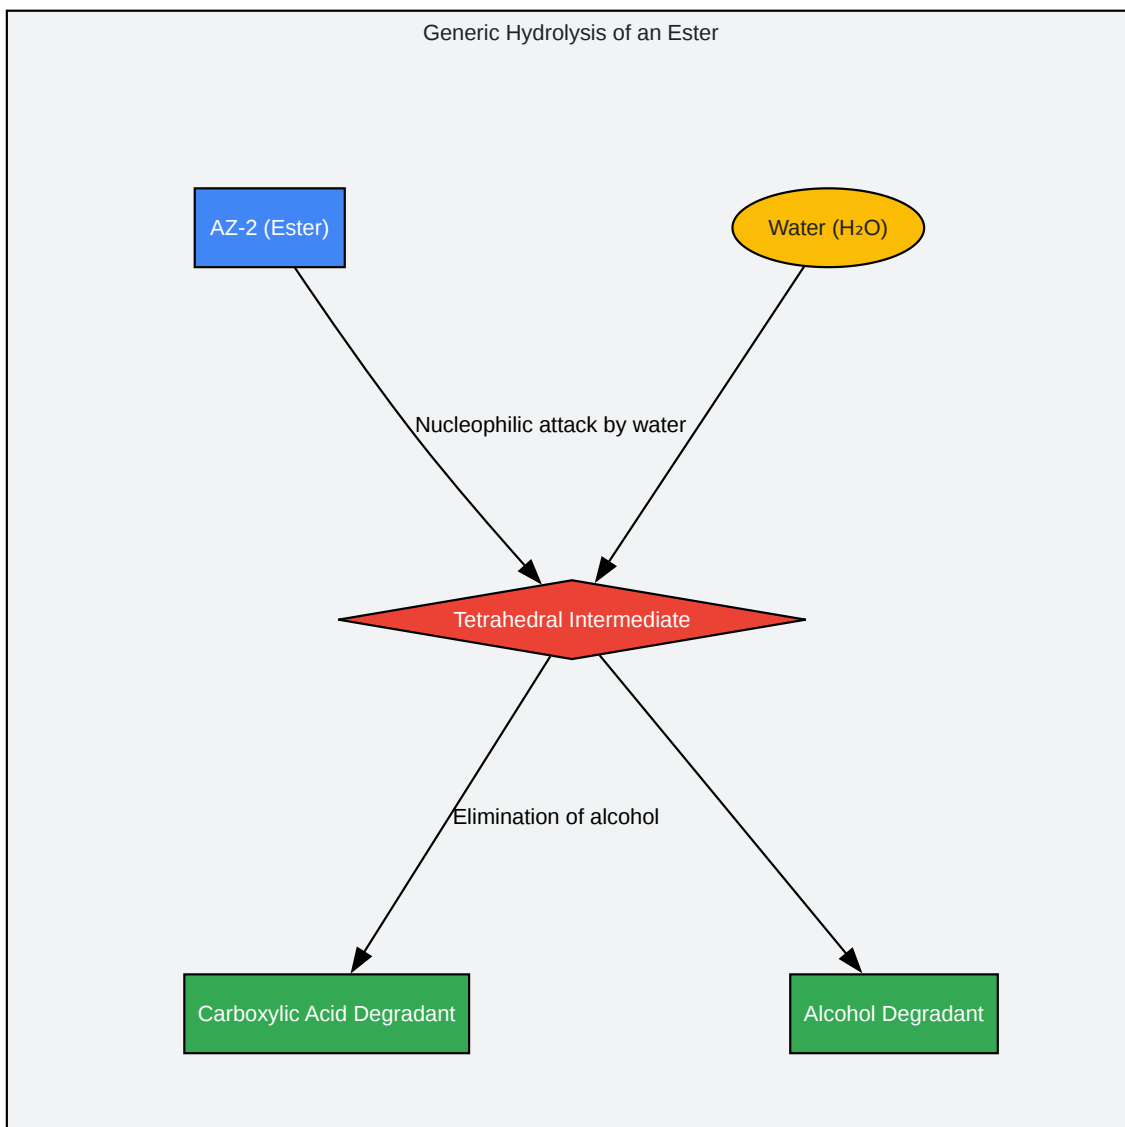 Generic Hydrolysis of an Ester
AZ-2 (Ester)
Water (H₂O)
Nucleophilic attack by water
Tetrahedral Intermediate
Elimination of alcohol
Carboxylic Acid Degradant
Alcohol Degradant